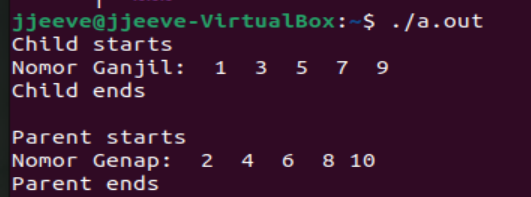 jjeeve@jjeeve-VirtualBox:~$ ./a.out
Child starts
Nomor Ganjil:  1  3  5  7  9
Child ends

Parent starts
Nomor Genap:  2  4  6  8 10
Parent ends